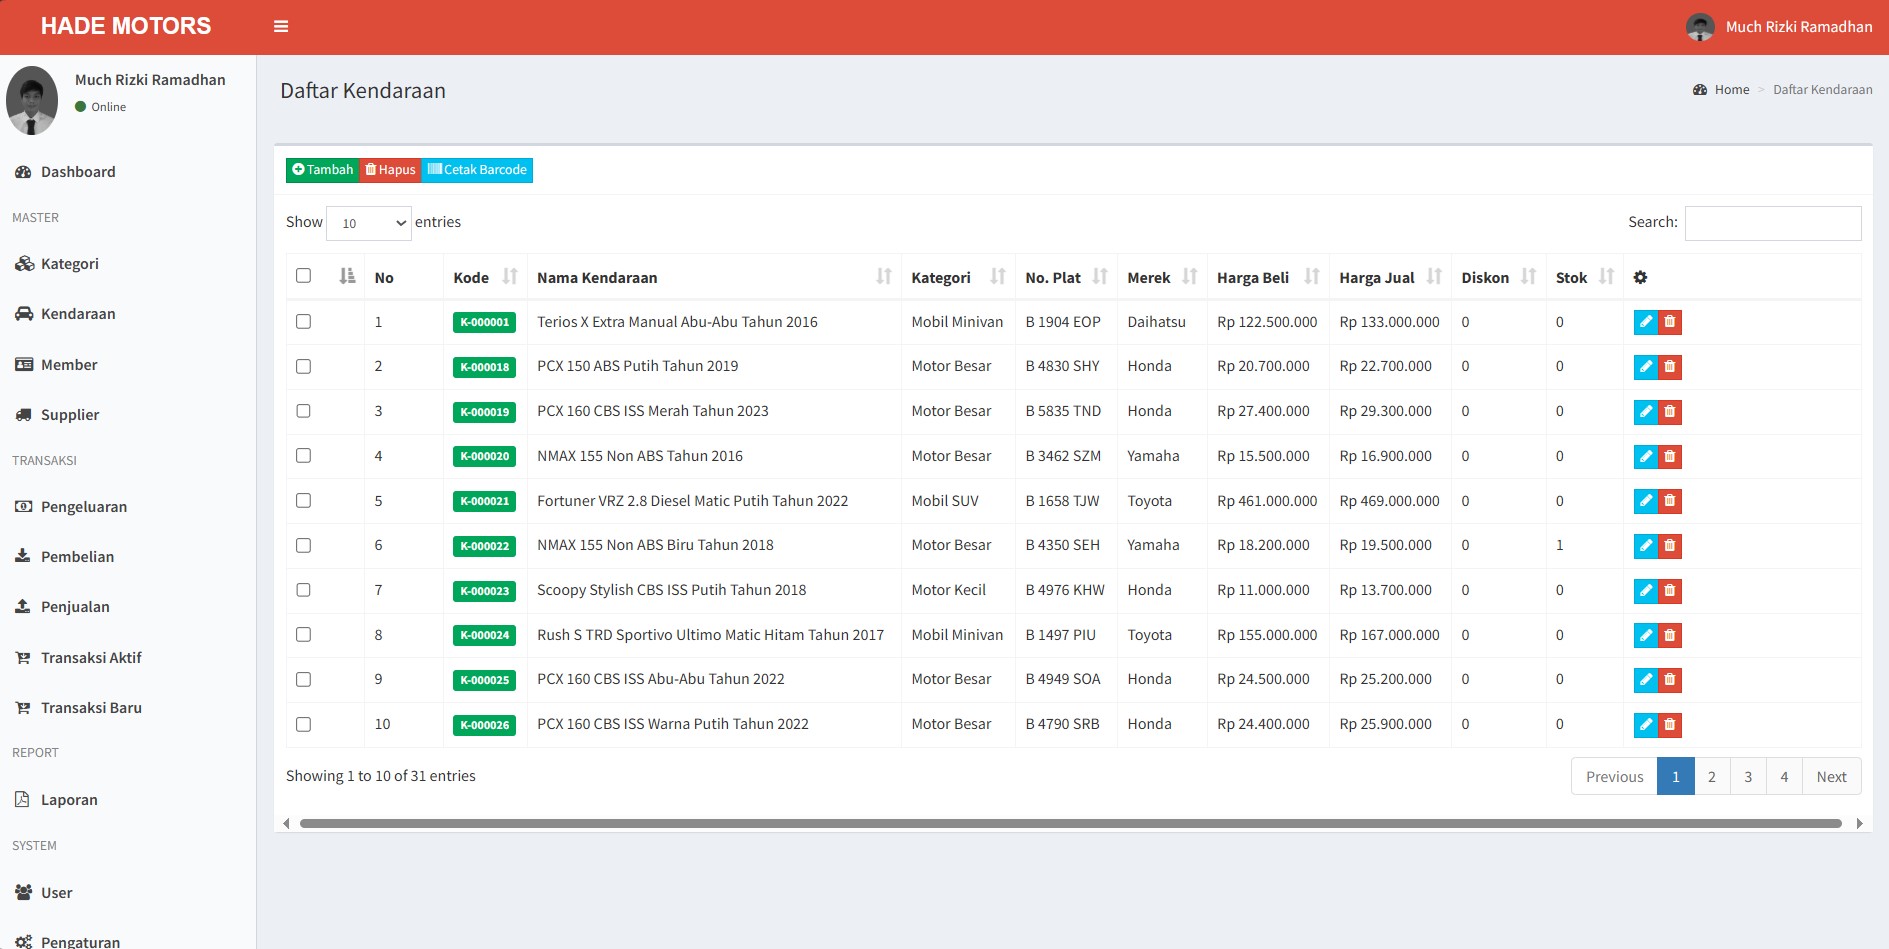 HADE MOTORS
Much Rizki Ramadhan
Much Rizki Ramadhan
Online
Dashboard
MASTER
Kategori
Kendaraan
Member
Supplier
TRANSAKSI
Pengeluaran
Pembelian
Penjualan
Transaksi Aktif
Transaksi Baru
REPORT
Laporan
SYSTEM
User
Pengaturan
Daftar Kendaraan
Home > Daftar Kendaraan
Tambah Hapus Cetak Barcode
Show 10 entries
Search:
No Kode Nama Kendaraan Kategori No. Plat Merek Harga Beli Harga Jual Diskon Stok
1 K-000001 Terios X Extra Manual Abu-Abu Tahun 2016 Mobil Minivan B 1904 EOP Daihatsu Rp 122.500.000 Rp 133.000.000 0 0
2 K-000018 PCX 150 ABS Putih Tahun 2019 Motor Besar B 4830 SHY Honda Rp 20.700.000 Rp 22.700.000 0 0
3 K-000019 PCX 160 CBS ISS Merah Tahun 2023 Motor Besar B 5835 TND Honda Rp 27.400.000 Rp 29.300.000 0 0
4 K-000020 NMAX 155 Non ABS Tahun 2016 Motor Besar B 3462 SZM Yamaha Rp 15.500.000 Rp 16.900.000 0 0
5 K-000021 Fortuner VRZ 2.8 Diesel Matic Putih Tahun 2022 Mobil SUV B 1658 TJW Toyota Rp 461.000.000 Rp 469.000.000 0 0
6 K-000022 NMAX 155 Non ABS Biru Tahun 2018 Motor Besar B 4350 SEH Yamaha Rp 18.200.000 Rp 19.500.000 0 1
7 K-000023 Scoopy Stylish CBS ISS Putih Tahun 2018 Motor Kecil B 4976 KHW Honda Rp 11.000.000 Rp 13.700.000 0 0
8 K-000024 Rush S TRD Sportivo Ultimo Matic Hitam Tahun 2017 Mobil Minivan B 1497 PIU Toyota Rp 155.000.000 Rp 167.000.000 0 0
9 K-000025 PCX 160 CBS ISS Abu-Abu Tahun 2022 Motor Besar B 4949 SOA Honda Rp 24.500.000 Rp 25.200.000 0 0
10 K-000026 PCX 160 CBS ISS Warna Putih Tahun 2022 Motor Besar B 4790 SRB Honda Rp 24.400.000 Rp 25.900.000 0 0
Showing 1 to 10 of 31 entries
Previous 1 2 3 4 Next